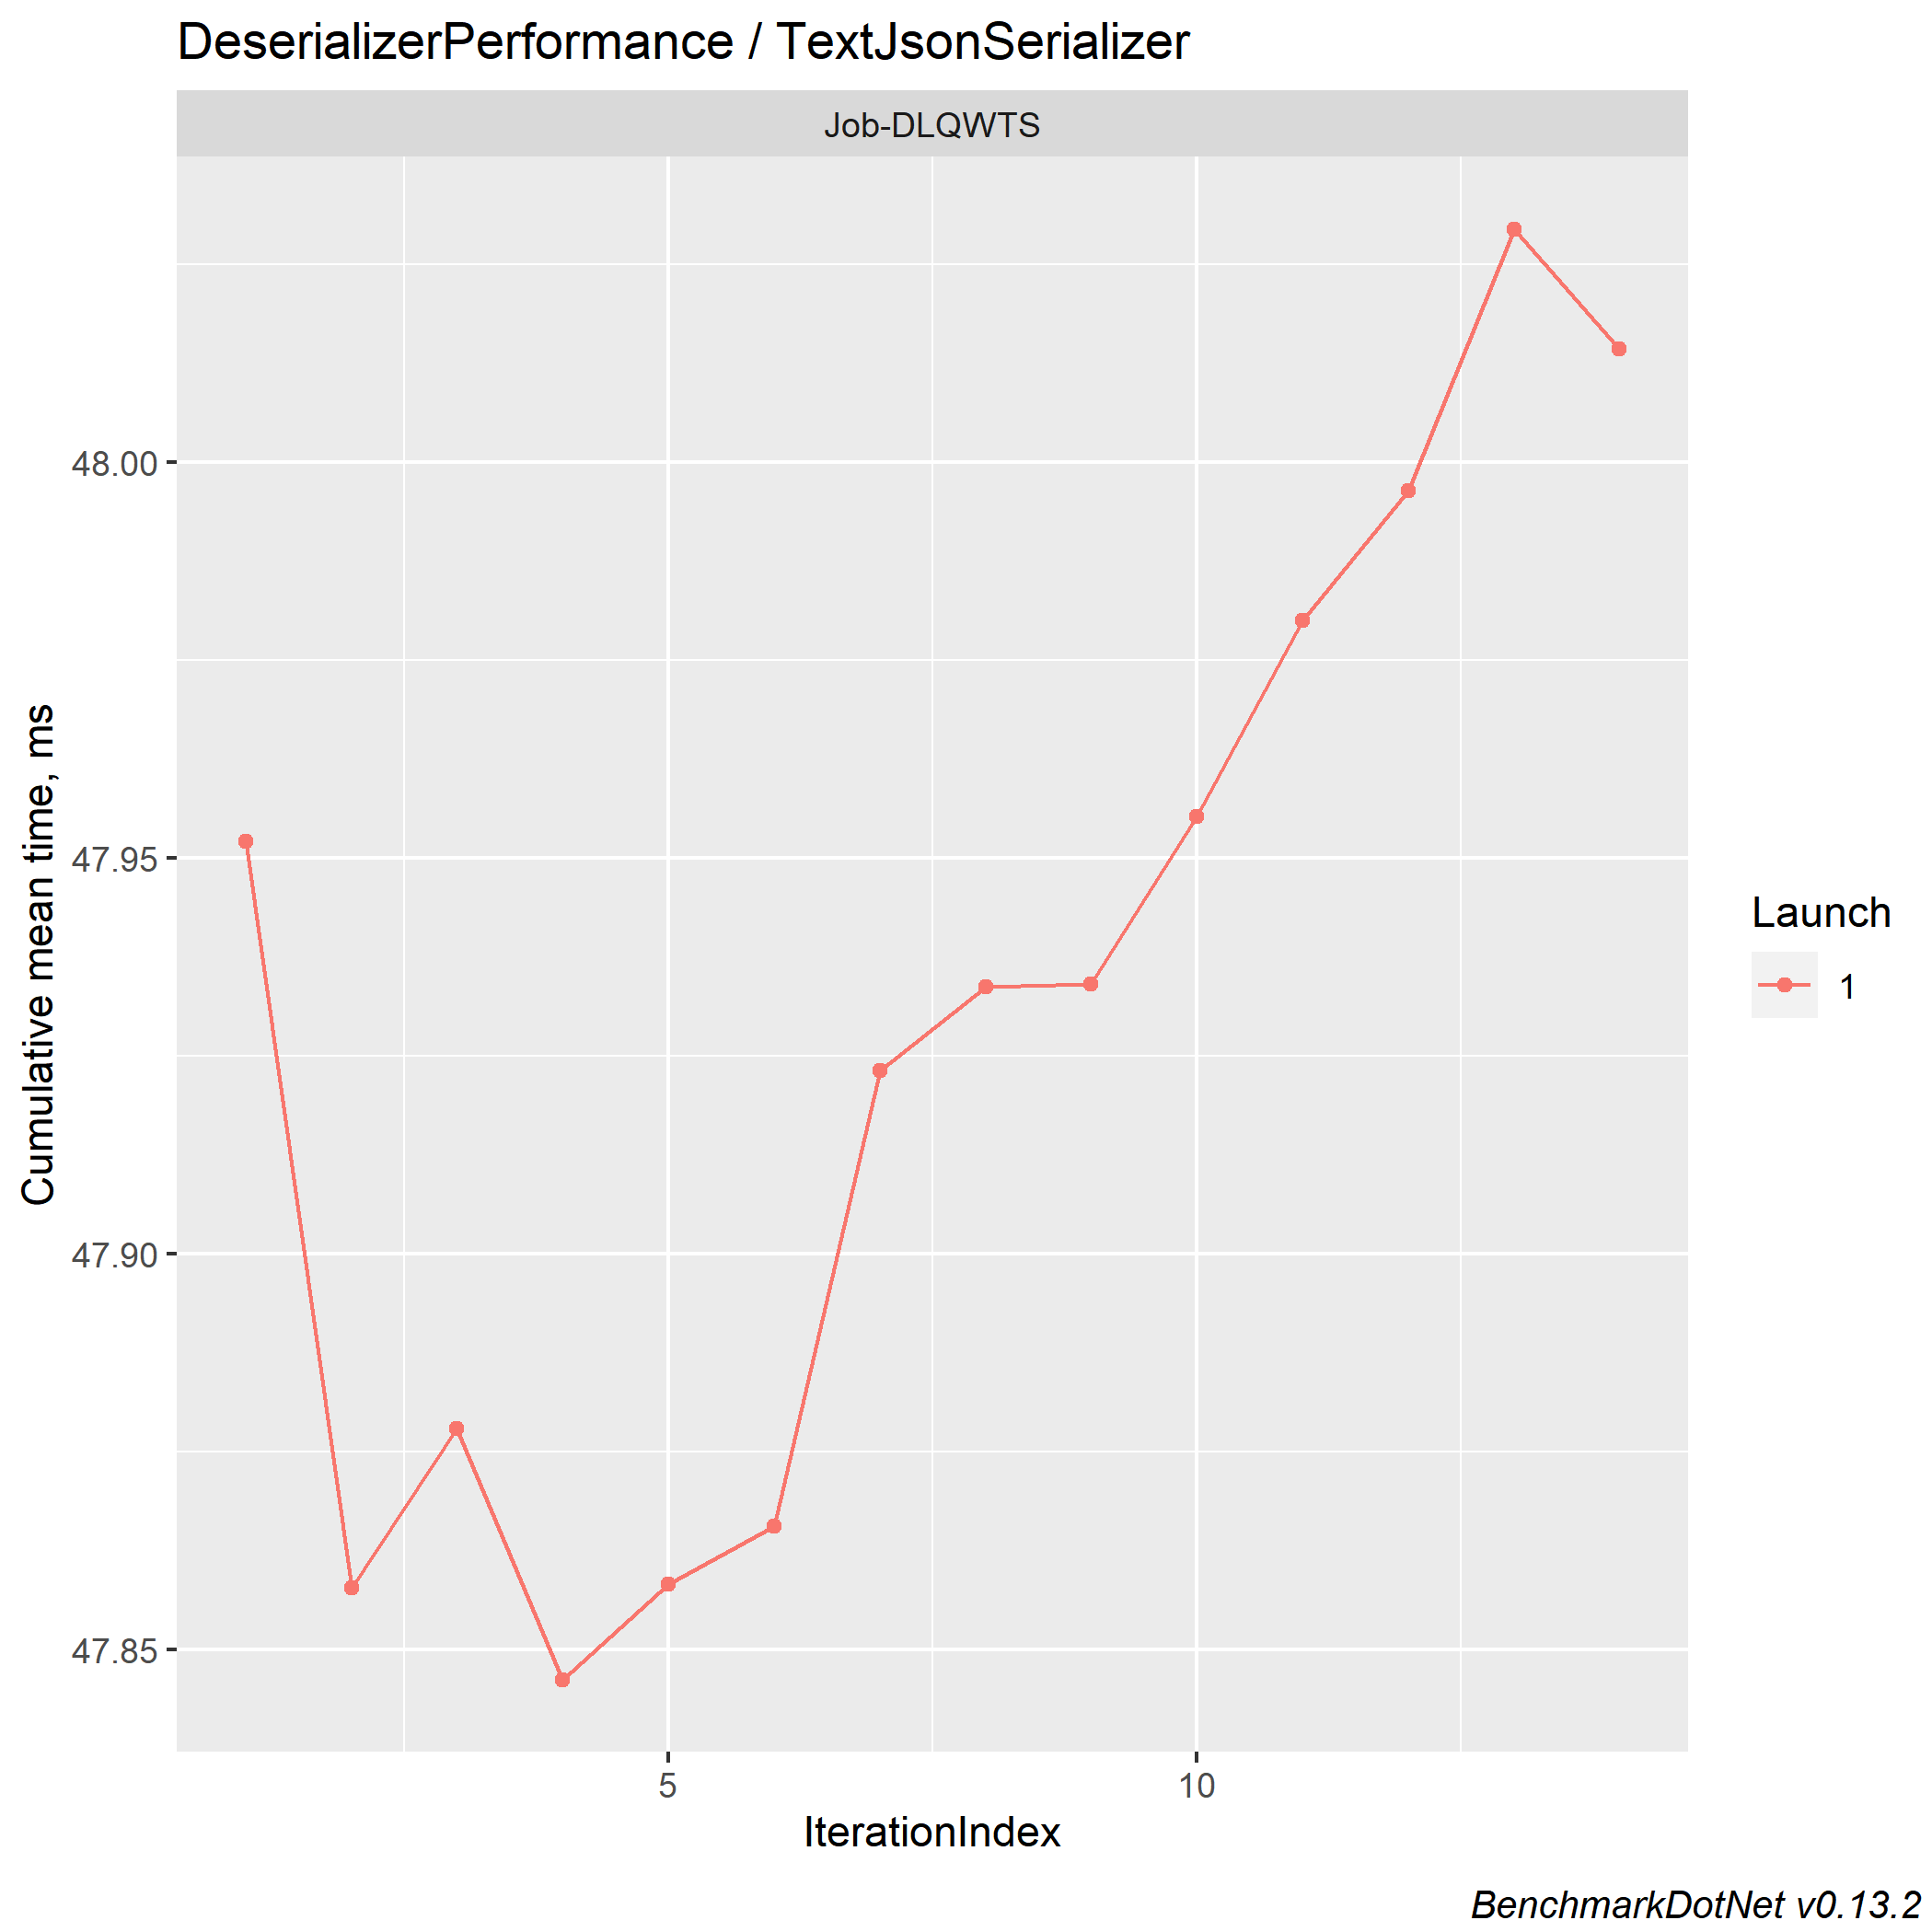 DeserializerPerformance / TextJsonSerializer
Job-DLQWTS
48.00
47.95
47.90
47.85
Cumulative mean time, ms
5
10
IterationIndex
Launch
1
BenchmarkDotNet v0.13.2